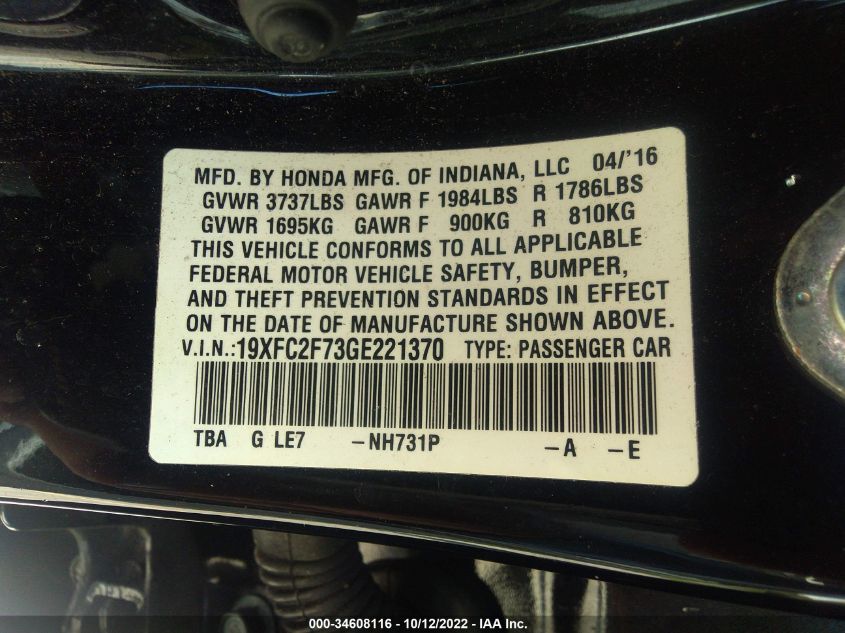 MFD. BY HONDA MFG. OF INDIANA, LLC 04/'16
GVWR 3737LBS GAWR F 1984LBS R 1786LBS
GVWR 1695KG GAWR F 900KG R 810KG
THIS VEHICLE CONFORMS TO ALL APPLICABLE
FEDERAL MOTOR VEHICLE SAFETY, BUMPER,
AND THEFT PREVENTION STANDARDS IN EFFECT
ON THE DATE OF MANUFACTURE SHOWN ABOVE.
V.I.N.:19XFC2F73GE221370 TYPE: PASSENGER CAR
TBA G LE7 -NH731P -A -E
000-34608116 - 10/12/2022 - IAA Inc.